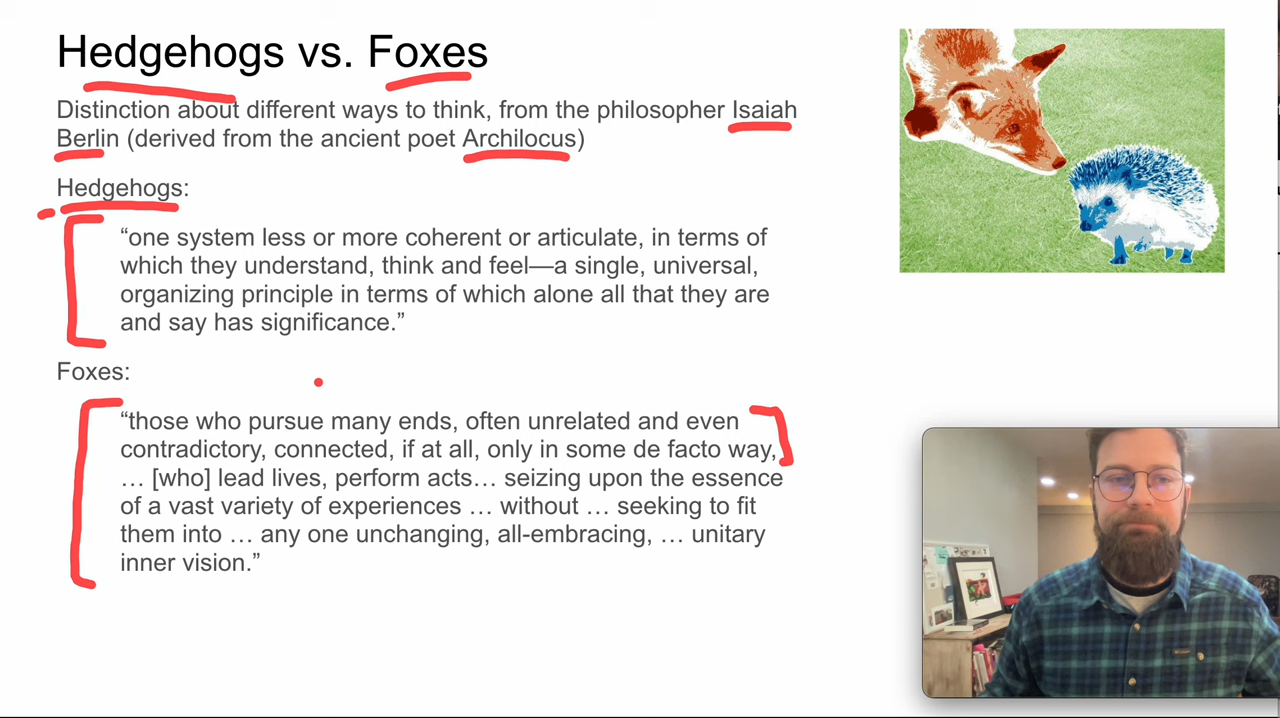 Hedgehogs vs. Foxes
Distinction about different ways to think, from the philosopher Isaiah
Berlin (derived from the ancient poet Archilocus)
Hedgehogs:
“one system less or more coherent or articulate, in terms of
which they understand, think and feel—a single, universal,
organizing principle in terms of which alone all that they are
and say has significance.”
Foxes:
“those who pursue many ends, often unrelated and even
contradictory, connected, if at all, only in some de facto way,
… [who] lead lives, perform acts… seizing upon the essence
of a vast variety of experiences … without … seeking to fit
them into … any one unchanging, all-embracing, … unitary
inner vision.”